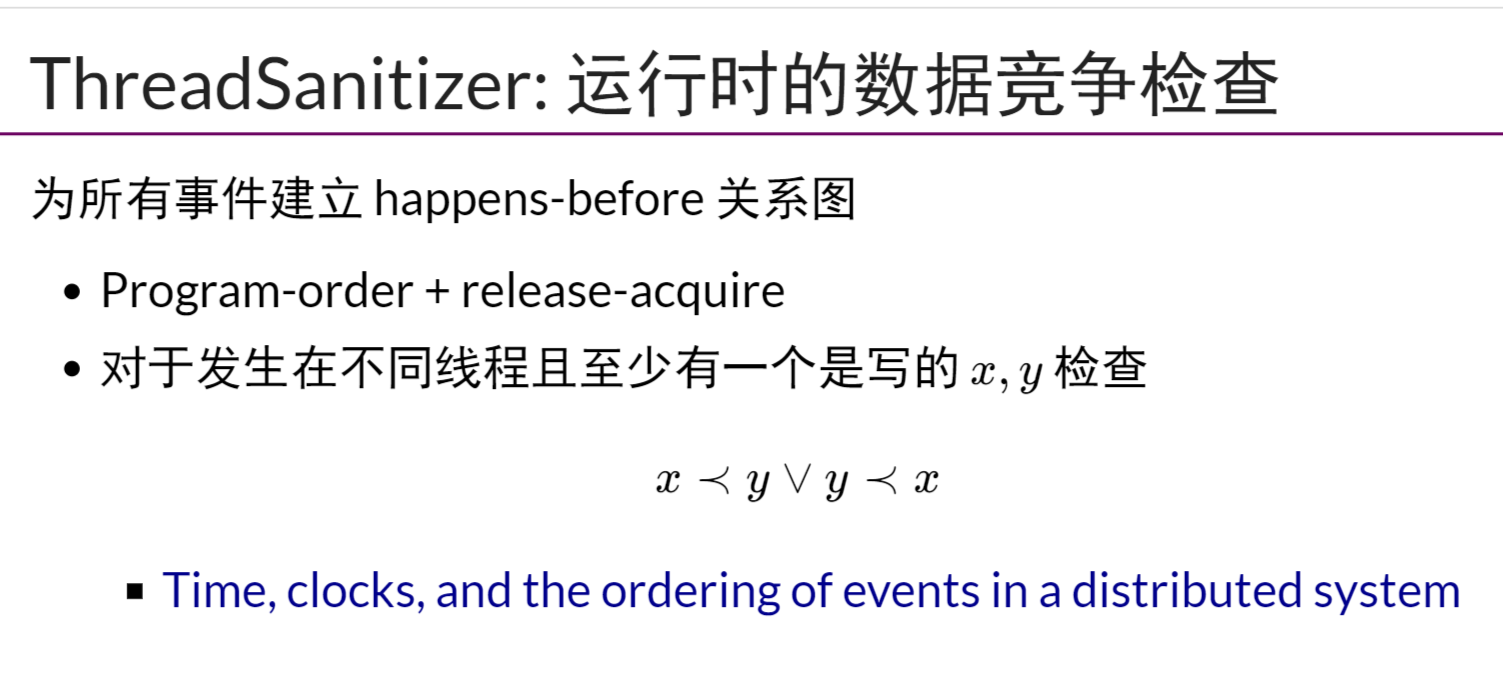 ThreadSanitizer: 运行时的数据竞争检查
为所有事件建立 happens-before 关系图
• Program-order + release-acquire
• 对于发生在不同线程且至少有一个是写的 x, y 检查
x ≺ y ∨ y ≺ x
▪ Time, clocks, and the ordering of events in a distributed system